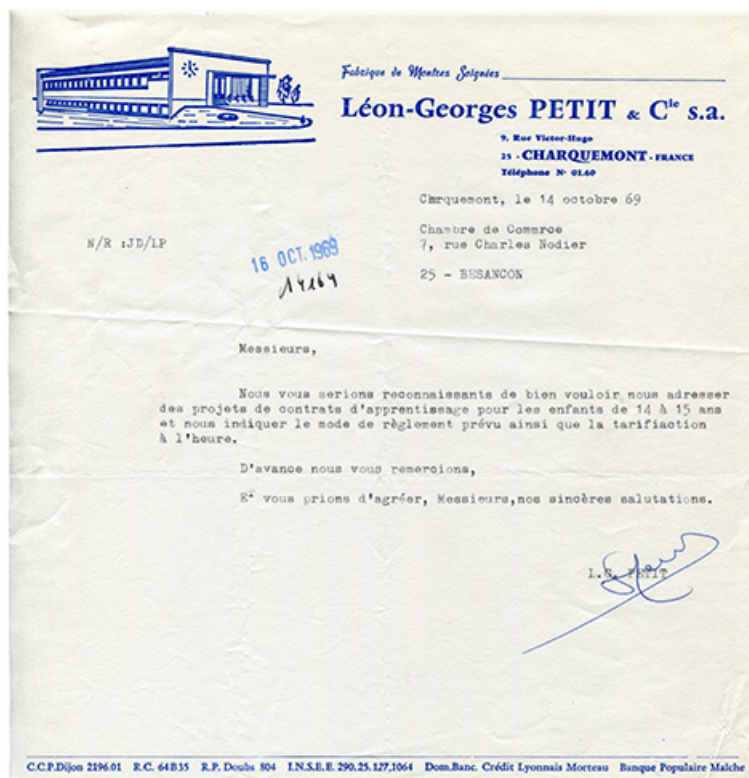 Fabrique de Montres Soignées
Léon-Georges PETIT & Cie s.a.
9, Rue Victor-Hugo
25 - CHARQUEMONT - FRANCE
Téléphone Nº 01.60
Charquemont, le 14 octobre 69
N/R :JD/LP
16 OCT. 1969
14164
Chambre de Commerce
7, rue Charles Nodier
25 - BESANCON
Messieurs,
Nous vous serions reconnaissants de bien vouloir nous adresser
des projets de contrats d'apprentissage pour les enfants de 14 à 15 ans
et nous indiquer le mode de règlement prévu ainsi que la tarifiaction
à l'heure.
D'avance nous vous remercions,
Et vous prions d'agréer, Messieurs,nos sincères salutations.
L.G. PETIT
C.C.P.Dijon 2196.01 R.C. 64B35 R.P. Doubs 804 I.N.S.E.E. 290.25.127.1064 Dom.Banc. Crédit Lyonnais Morteau Banque Populaire Maîche